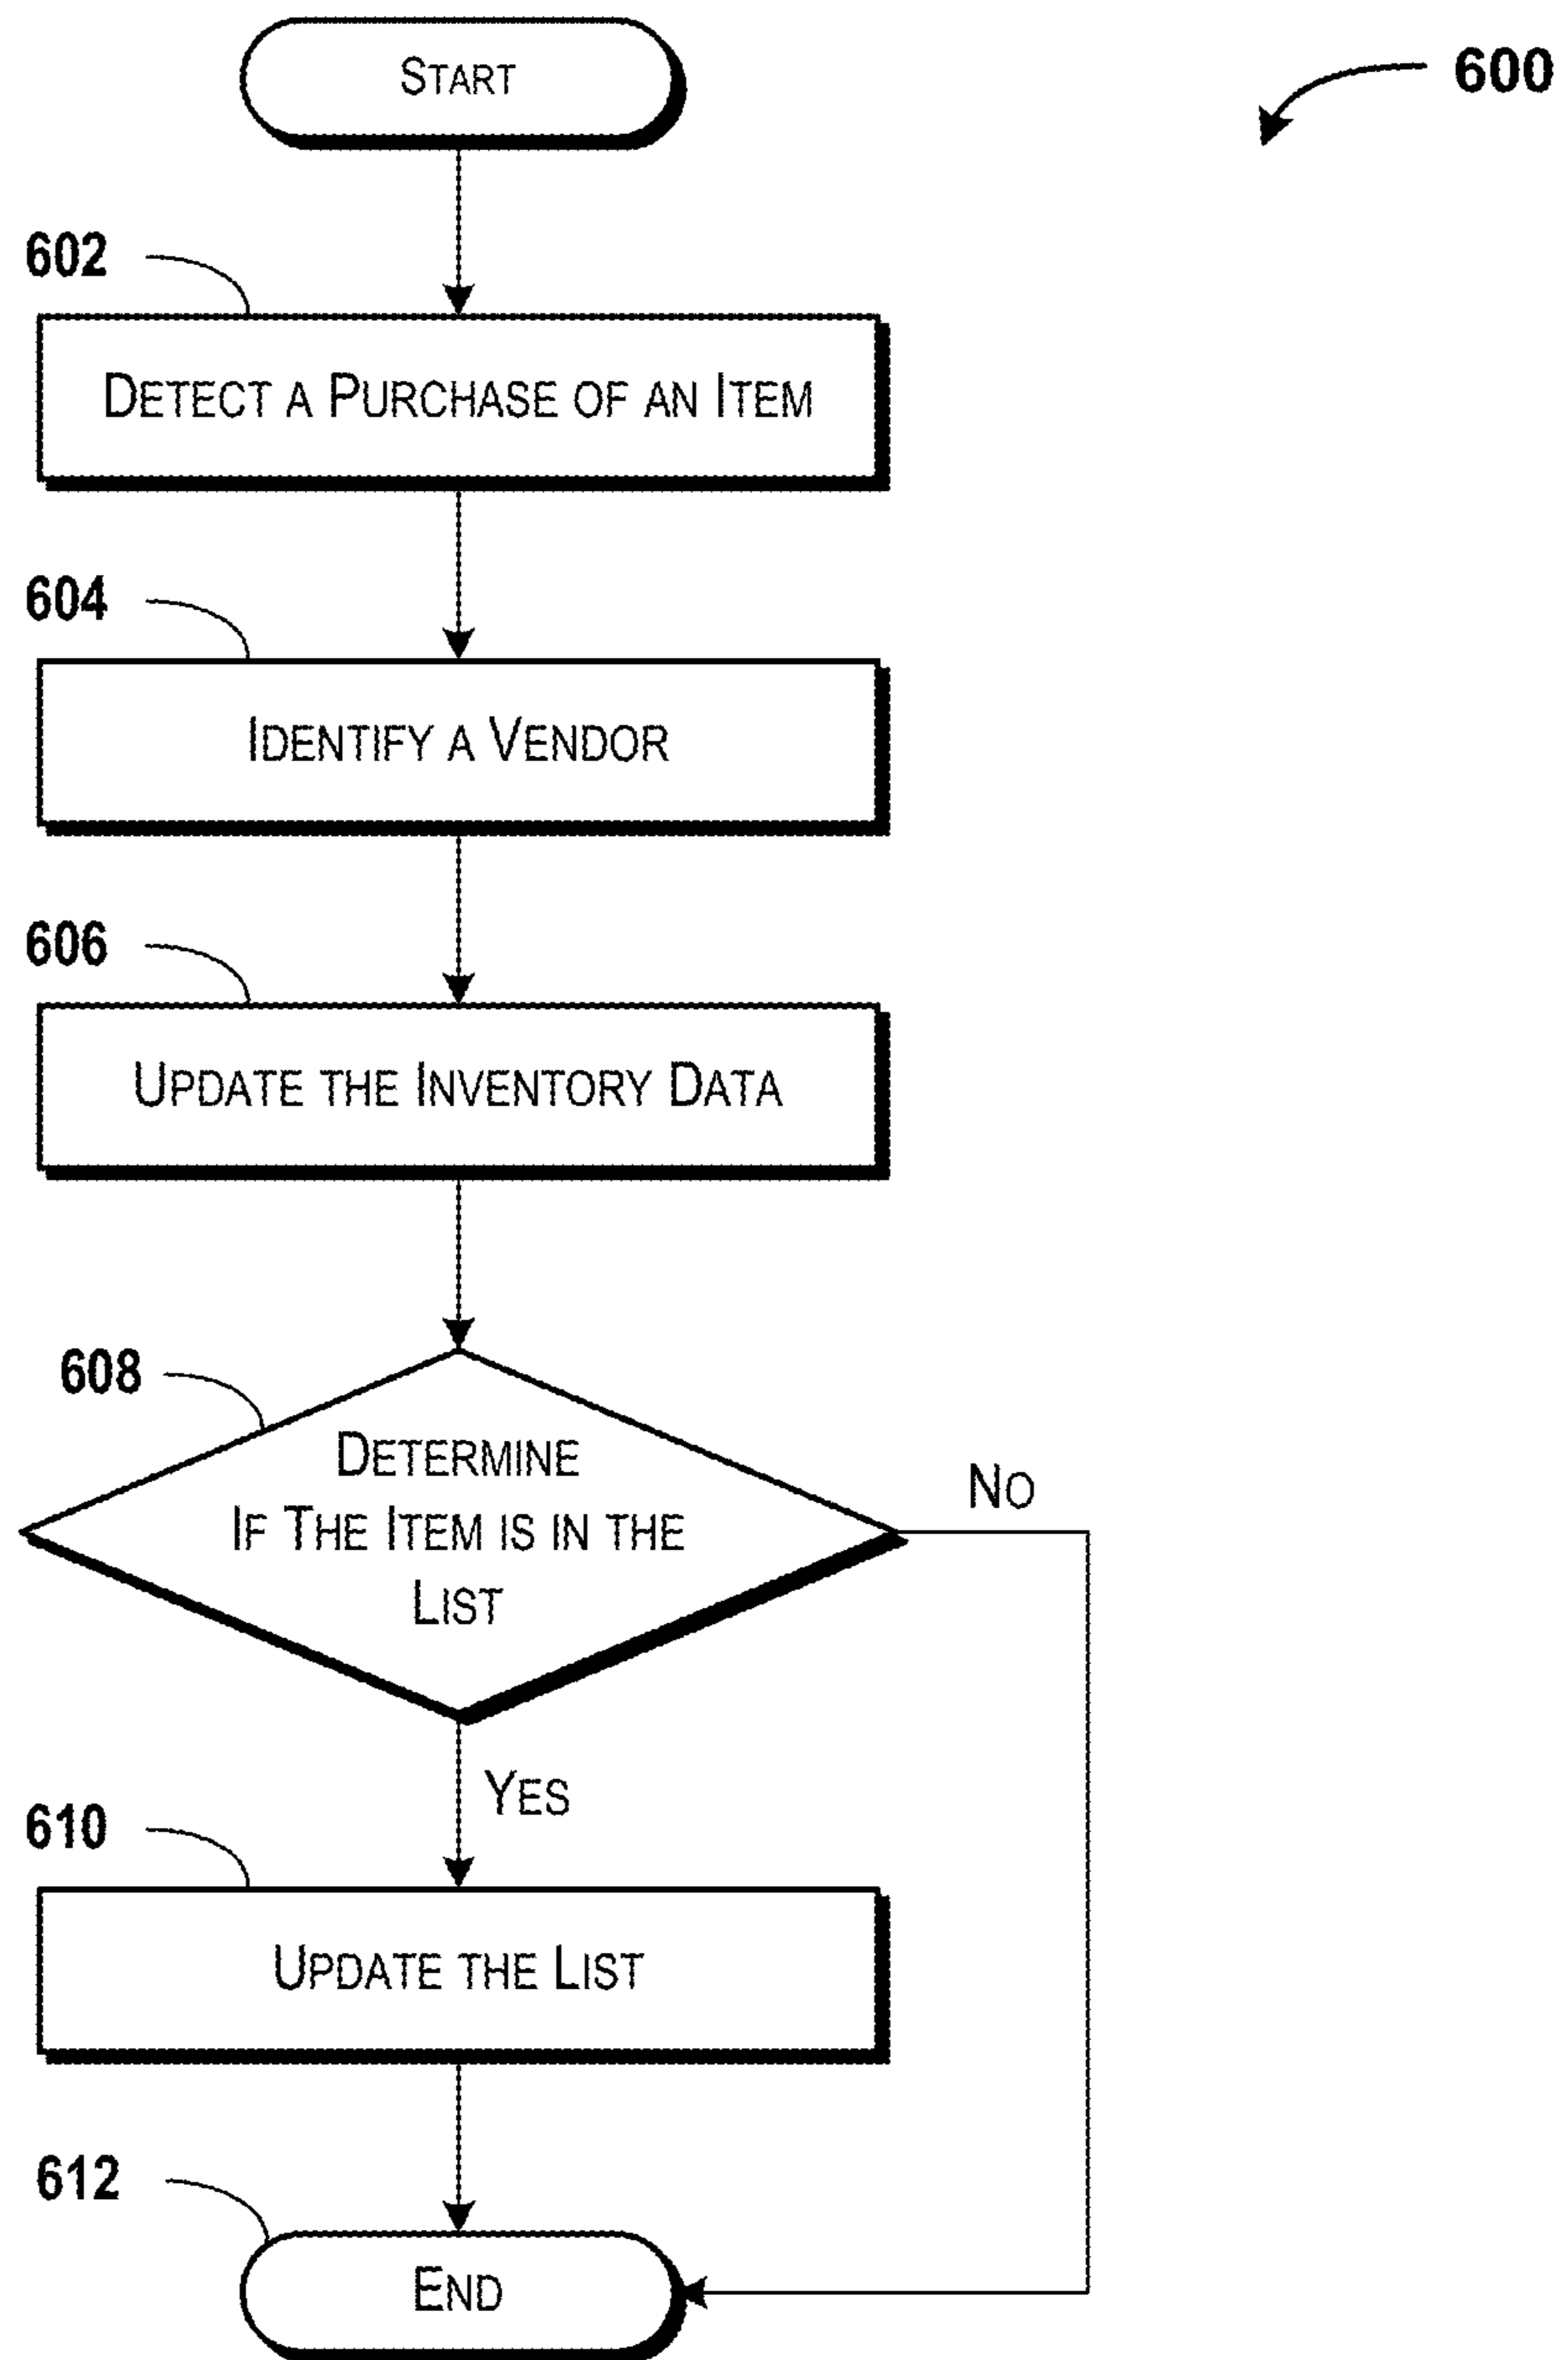 START
600
602
DETECT A PURCHASE OF AN ITEM
604
IDENTIFY A VENDOR
606
UPDATE THE INVENTORY DATA
608
DETERMINE
IF THE ITEM IS IN THE
LIST
NO
YES
610
UPDATE THE LIST
612
END